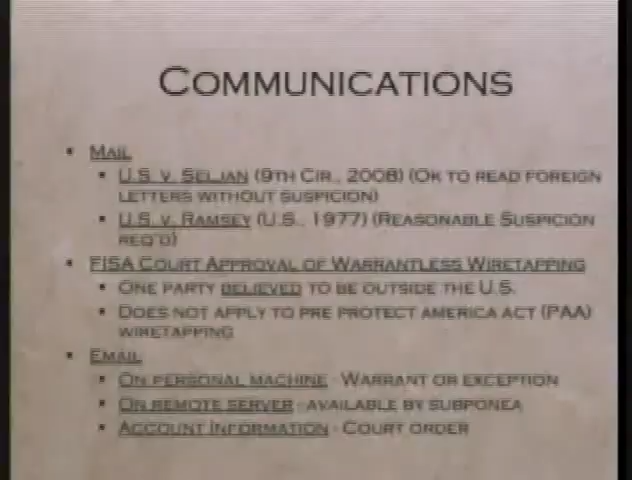 COMMUNICATIONS
▪ MAIL
▪ U.S. V. SELJAN (9TH CIR., 2008) (OK TO READ FOREIGN
LETTERS WITHOUT SUSPICION)
▪ U.S. V. RAMSEY (U.S., 1977) (REASONABLE SUSPICION
REQ'D)
▪ FISA COURT APPROVAL OF WARRANTLESS WIRETAPPING
▪ ONE PARTY BELIEVED TO BE OUTSIDE THE U.S.
▪ DOES NOT APPLY TO PRE PROTECT AMERICA ACT (PAA)
WIRETAPPING
▪ EMAIL
▪ ON PERSONAL MACHINE - WARRANT OR EXCEPTION
▪ ON REMOTE SERVER - AVAILABLE BY SUBPONEA
▪ ACCOUNT INFORMATION - COURT ORDER